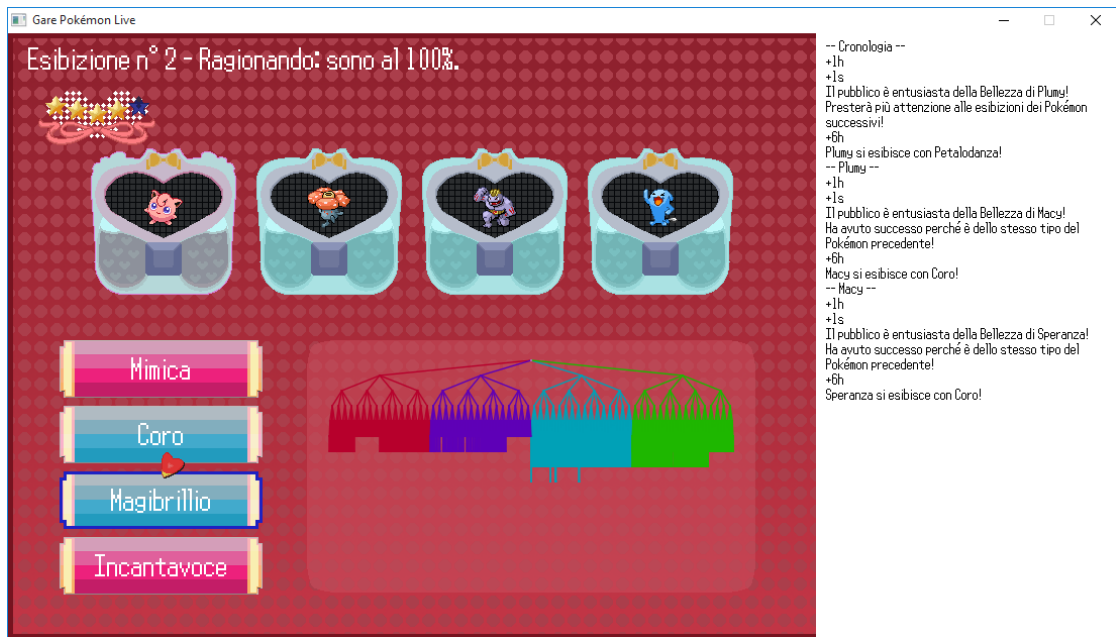 Gare Pokémon Live
Esibizione n° 2 - Ragionando: sono al 100%.
Mimica
Coro
Magibrillio
Incantavoce
-- Cronologia --
+1h
+1s
Il pubblico è entusiasta della Bellezza di Plumy!
Presterà più attenzione alle esibizioni dei Pokémon
successivi!
+6h
Plumy si esibisce con Petalodanza!
-- Plumy --
+1h
+1s
Il pubblico è entusiasta della Bellezza di Macy!
Ha avuto successo perché è dello stesso tipo del
Pokémon precedente!
+6h
Macy si esibisce con Coro!
-- Macy --
+1h
+1s
Il pubblico è entusiasta della Bellezza di Speranza!
Ha avuto successo perché è dello stesso tipo del
Pokémon precedente!
+6h
Speranza si esibisce con Coro!